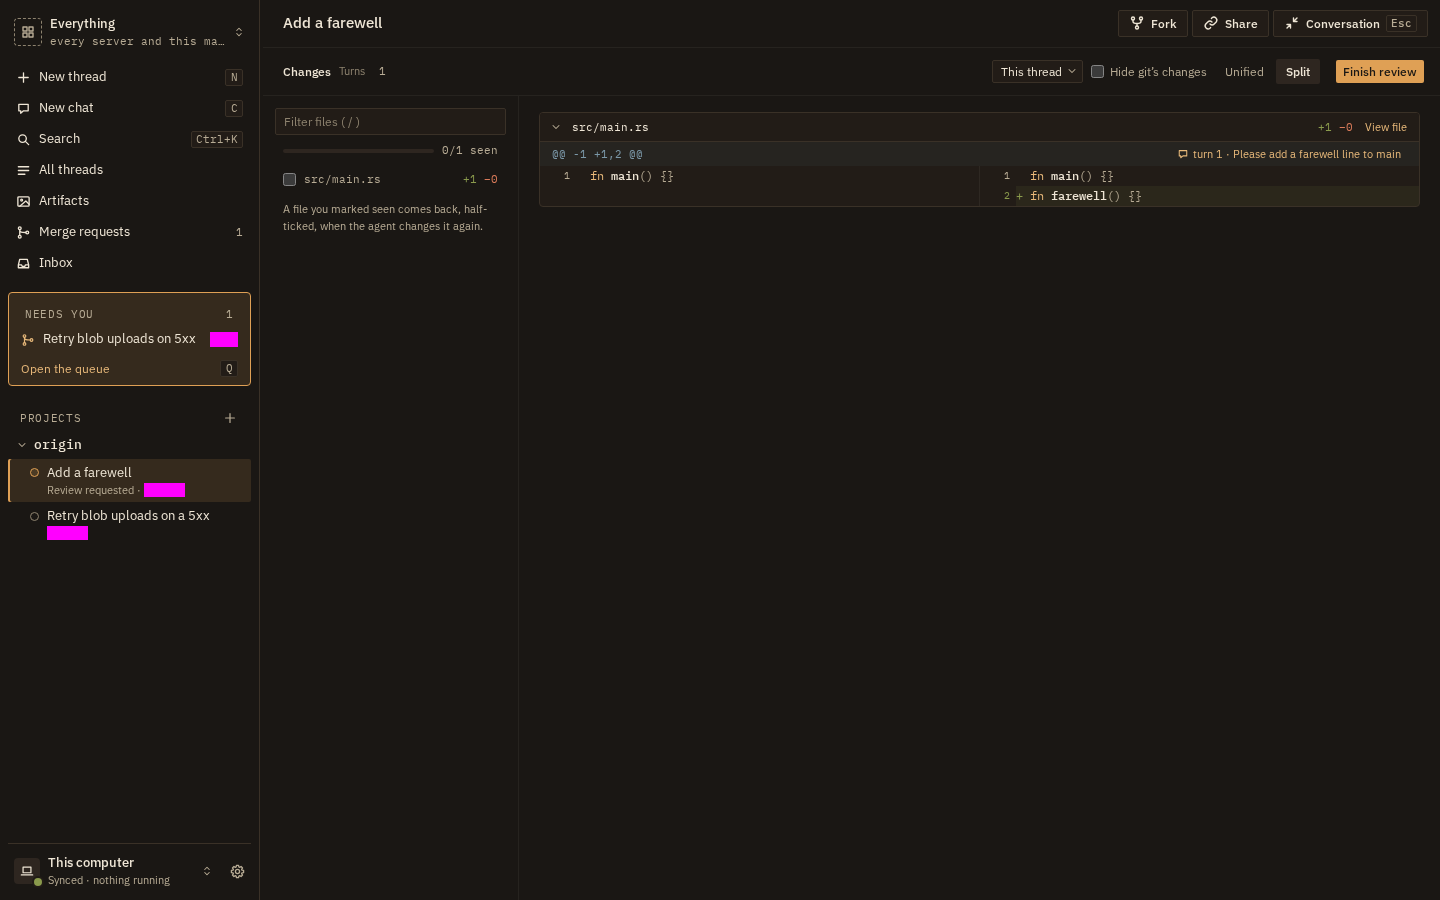 Everything
every server and this ma…
New thread N
New chat C
Search Ctrl+K
All threads
Artifacts
Merge requests 1
Inbox
NEEDS YOU 1
Retry blob uploads on 5xx
Open the queue Q
PROJECTS
origin
Add a farewell
Review requested ·
Retry blob uploads on a 5xx
This computer
Synced · nothing running
Add a farewell
Fork Share Conversation Esc
Changes Turns 1
This thread Hide git's changes Unified Split Finish review
Filter files ( / )
0/1 seen
src/main.rs +1 −0
A file you marked seen comes back, half-
ticked, when the agent changes it again.
src/main.rs +1 −0 View file
@@ -1 +1,2 @@ turn 1 · Please add a farewell line to main
1 fn main() {} 1 fn main() {}
2 + fn farewell() {}